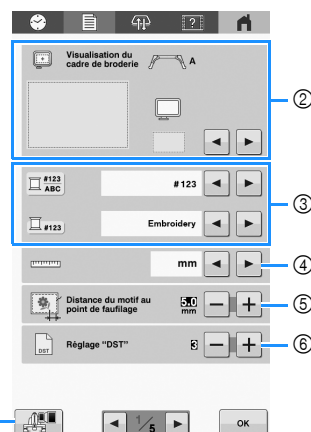 Visualisation du
cadre de broderie
A
②
#123
ABC
#123
③
#123
Embroidery
mm
④
Distance du motif au
point de faufilage
5.0
mm
⑤
DST
Réglage "DST"
3
⑥
1/5
OK